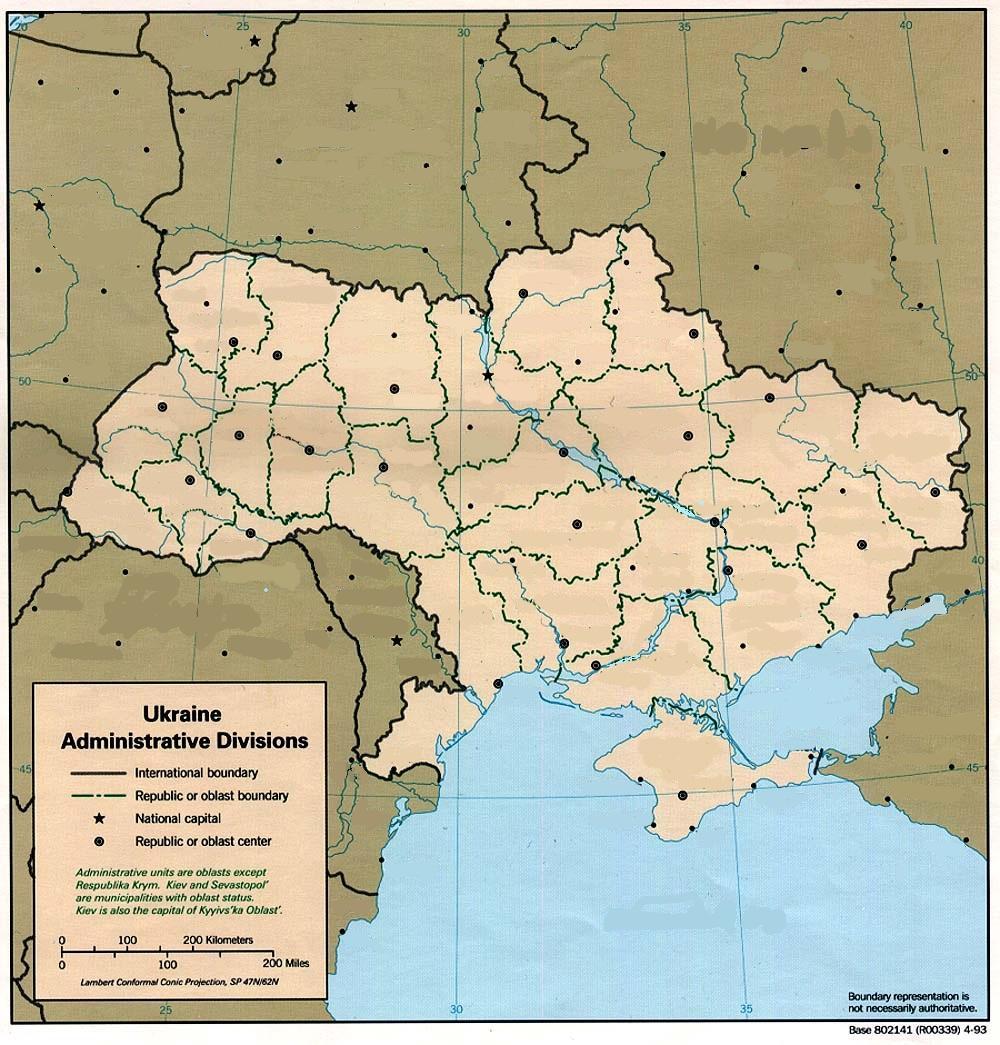 20
25
30
35
40
50
50
40
45
45
Ukraine
Administrative Divisions
International boundary
Republic or oblast boundary
National capital
Republic or oblast center
Administrative units are oblasts except
Respublika Krym. Kiev and Sevastopol'
are municipalities with oblast status.
Kiev is also the capital of Kyyivs'ka Oblast'.
0 100 200 Kilometers
0 100 200 Miles
Lambert Conformal Conic Projection, SP 47N/62N
25
30
35
Boundary representation is
not necessarily authoritative.
Base 802141 (R00339) 4-93